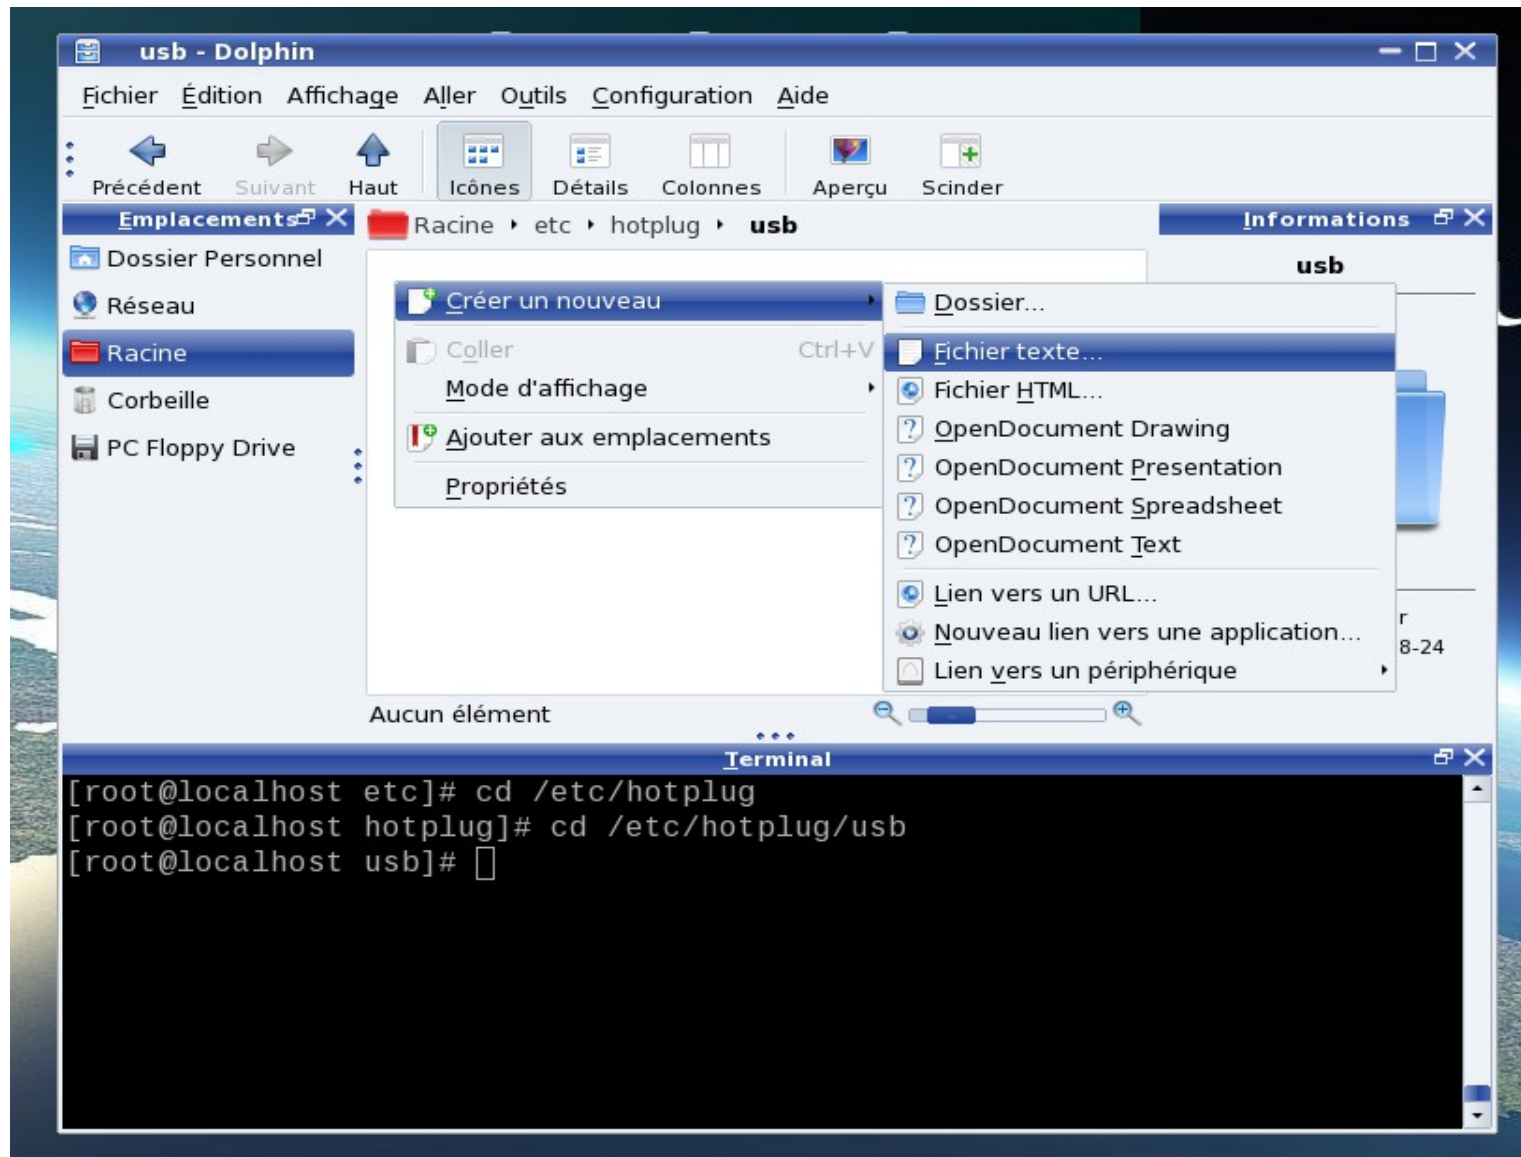 usb - Dolphin
Fichier Édition Affichage Aller Outils Configuration Aide
Précédent Suivant Haut Icônes Détails Colonnes Aperçu Scinder
Emplacements
Racine etc hotplug usb
Informations
Dossier Personnel
Réseau
Racine
Corbeille
PC Floppy Drive
usb
Créer un nouveau
Coller Ctrl+V
Mode d'affichage
Ajouter aux emplacements
Propriétés
Dossier...
Fichier texte...
Fichier HTML...
OpenDocument Drawing
OpenDocument Presentation
OpenDocument Spreadsheet
OpenDocument Text
Lien vers un URL...
Nouveau lien vers une application...
Lien vers un périphérique
r
8-24
Aucun élément
Terminal
[root@localhost etc]# cd /etc/hotplug
[root@localhost hotplug]# cd /etc/hotplug/usb
[root@localhost usb]#